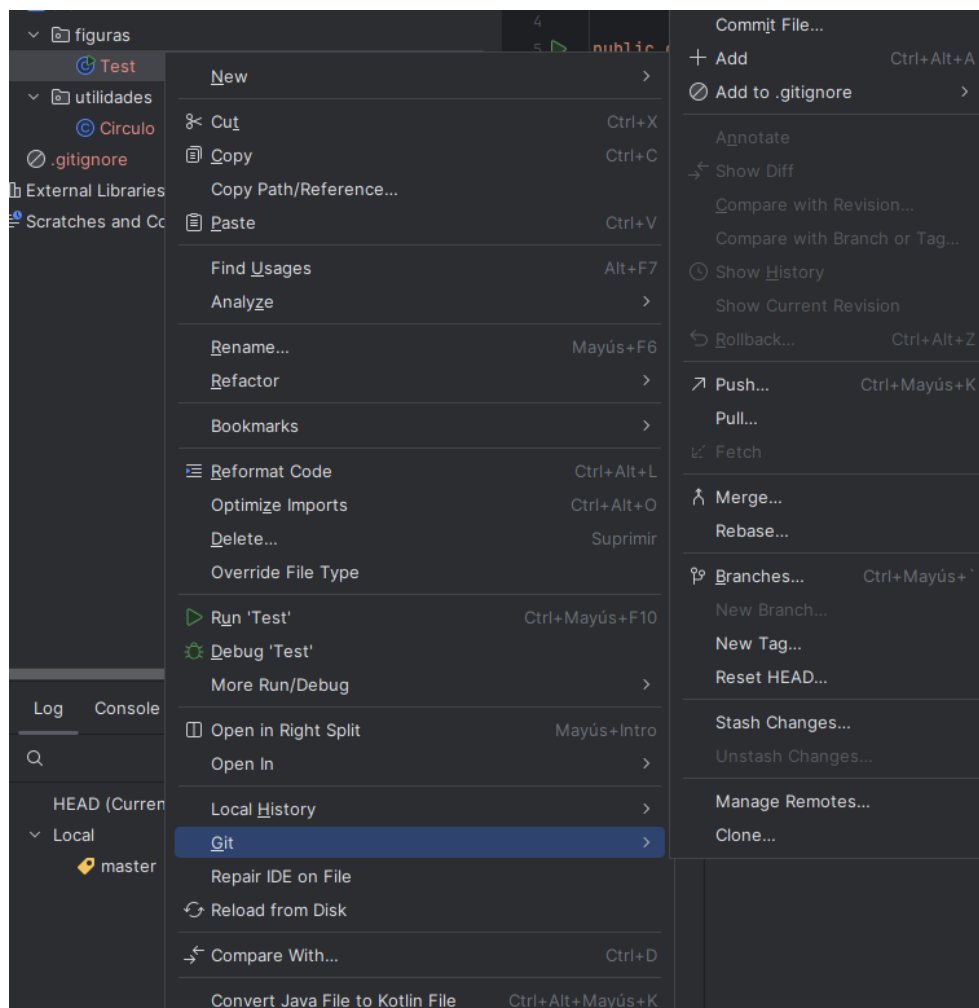 figuras
Test
utilidades
Circulo
.gitignore
External Libraries
Scratches and Co
4
5 public
New
Cut Ctrl+X
Copy Ctrl+C
Copy Path/Reference...
Paste Ctrl+V
Find Usages Alt+F7
Analyze
Rename... Mayús+F6
Refactor
Bookmarks
Reformat Code Ctrl+Alt+L
Optimize Imports Ctrl+Alt+O
Delete... Suprimir
Override File Type
Run 'Test' Ctrl+Mayús+F10
Debug 'Test'
More Run/Debug
Open in Right Split Mayús+Intro
Open In
Local History
Git
Repair IDE on File
Reload from Disk
Compare With... Ctrl+D
Convert Java File to Kotlin File Ctrl+Alt+Mayús+K
Commit File...
Add Ctrl+Alt+A
Add to .gitignore
Annotate
Show Diff
Compare with Revision...
Compare with Branch or Tag...
Show History
Show Current Revision
Rollback... Ctrl+Alt+Z
Push... Ctrl+Mayús+K
Pull...
Fetch
Merge...
Rebase...
Branches... Ctrl+Mayús+`
New Branch...
New Tag...
Reset HEAD...
Stash Changes...
Unstash Changes...
Manage Remotes...
Clone...
Log Console
HEAD (Curren
Local
master